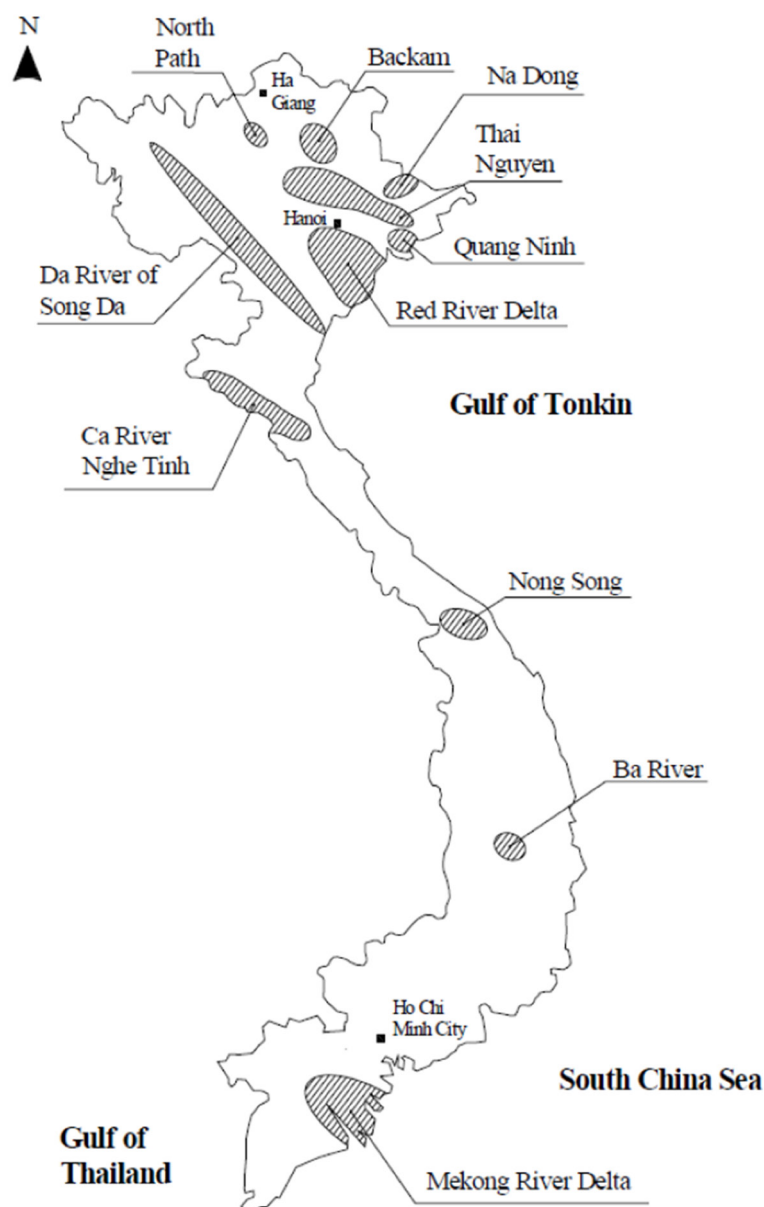 N
North
Path
Backam
Na Dong
Ha
Giang
Thai
Nguyen
Hanoi
Quang Ninh
Da River of
Song Da
Red River Delta
Gulf of Tonkin
Ca River
Nghe Tinh
Nong Song
Ba River
Ho Chi
Minh City
South China Sea
Gulf of
Thailand
Mekong River Delta